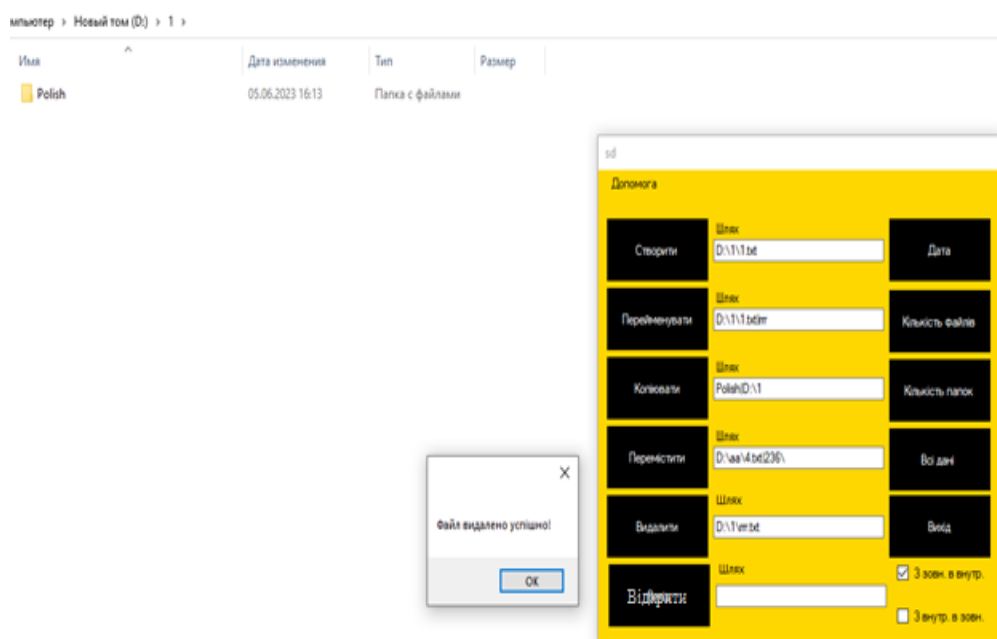 мпьютер > Новый том (D:) > 1 >
Имя Дата изменения Тип Размер
Polish 05.06.2023 16:13 Папка с файлами
sd
Допомога
Створити Шлях D:\1\1.txt Дата
Перейменувати Шлях D:\1\1.txt|rrr Кількість файлів
Копіювати Шлях Polish|D:\1 Кількість папок
Перемістити Шлях D:\aa\4.txt|236\ Всі дані
Видалити Шлях D:\1\rrr.txt Вихід
Відкрити Шлях
З зовн. в внутр.
З внутр. в зовн.
Файл видалено успішно!
OK